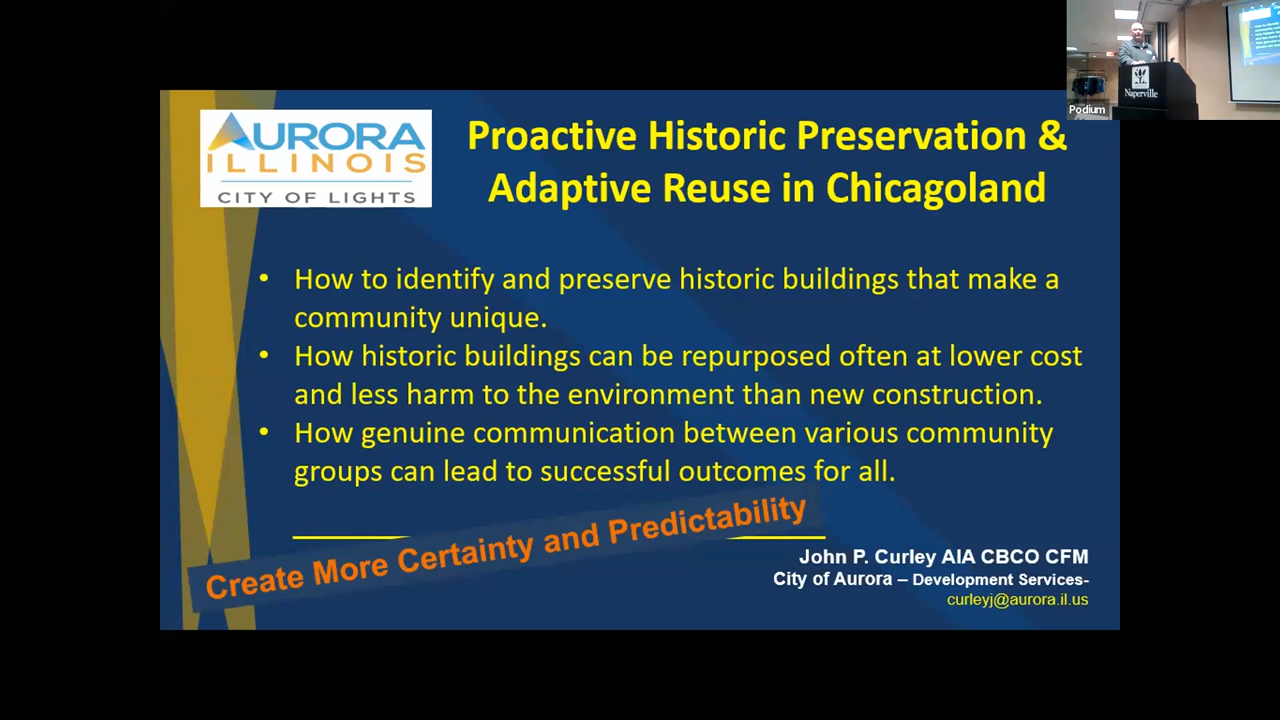 AURORA
ILLINOIS
CITY OF LIGHTS
Proactive Historic Preservation &
Adaptive Reuse in Chicagoland
• How to identify and preserve historic buildings that make a
community unique.
• How historic buildings can be repurposed often at lower cost
and less harm to the environment than new construction.
• How genuine communication between various community
groups can lead to successful outcomes for all.
Create More Certainty and Predictability
John P. Curley AIA CBCO CFM
City of Aurora – Development Services-
curleyj@aurora.il.us
Naperville
Podium